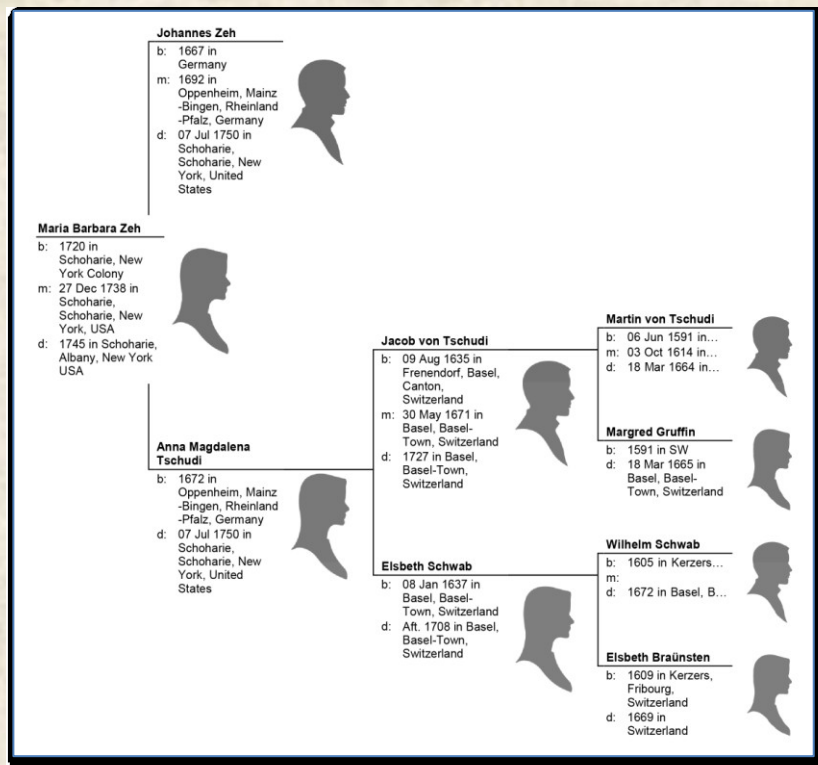 Johannes Zeh
b: 1667 in
Germany
m: 1692 in
Oppenheim, Mainz
-Bingen, Rheinland
-Pfalz, Germany
d: 07 Jul 1750 in
Schoharie,
Schoharie, New
York, United
States
Maria Barbara Zeh
b: 1720 in
Schoharie, New
York Colony
m: 27 Dec 1738 in
Schoharie,
Schoharie, New
York, USA
d: 1745 in Schoharie,
Albany, New York
USA
Anna Magdalena
Tschudi
b: 1672 in
Oppenheim, Mainz
-Bingen, Rheinland
-Pfalz, Germany
d: 07 Jul 1750 in
Schoharie,
Schoharie, New
York, United
States
Jacob von Tschudi
b: 09 Aug 1635 in
Frenendorf, Basel,
Canton,
Switzerland
m: 30 May 1671 in
Basel, Basel-
Town, Switzerland
d: 1727 in Basel,
Basel-Town,
Switzerland
Elsbeth Schwab
b: 08 Jan 1637 in
Basel, Basel-
Town, Switzerland
d: Aft. 1708 in Basel,
Basel-Town,
Switzerland
Martin von Tschudi
b: 06 Jun 1591 in...
m: 03 Oct 1614 in...
d: 18 Mar 1664 in...
Margred Gruffin
b: 1591 in SW
d: 18 Mar 1665 in
Basel, Basel-
Town, Switzerland
Wilhelm Schwab
b: 1605 in Kerzers...
m:
d: 1672 in Basel, B...
Elsbeth Braünsten
b: 1609 in Kerzers,
Fribourg,
Switzerland
d: 1669 in
Switzerland